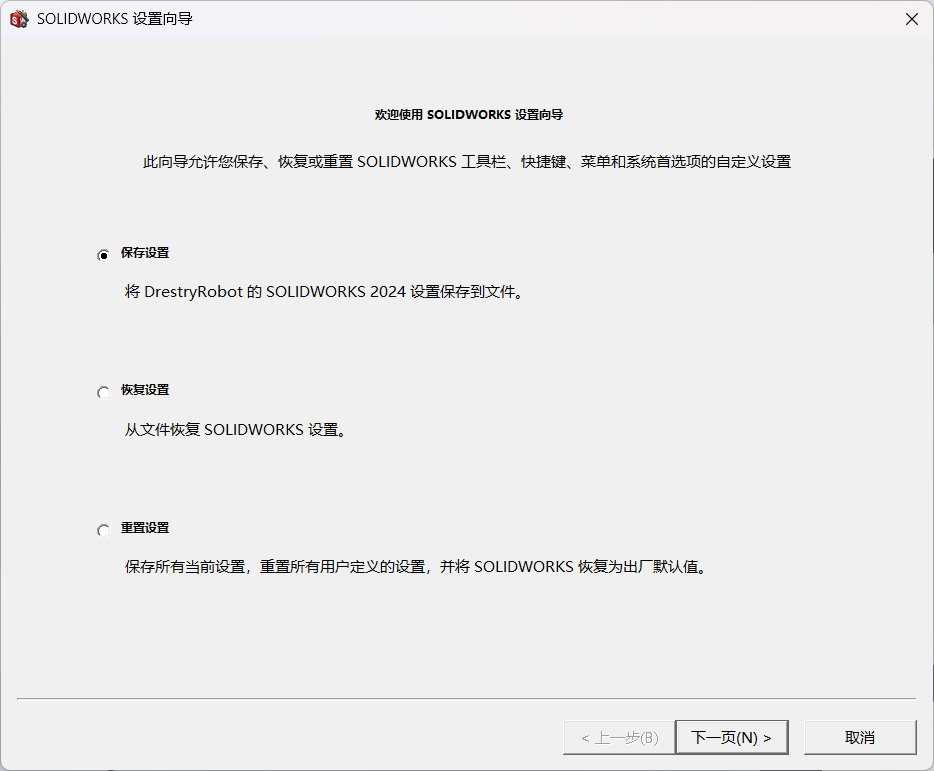 SOLIDWORKS 设置向导
欢迎使用 SOLIDWORKS 设置向导
此向导允许您保存、恢复或重置 SOLIDWORKS 工具栏、快捷键、菜单和系统首选项的自定义设置
保存设置
将 DrestryRobot 的 SOLIDWORKS 2024 设置保存到文件。
恢复设置
从文件恢复 SOLIDWORKS 设置。
重置设置
保存所有当前设置，重置所有用户定义的设置，并将 SOLIDWORKS 恢复为出厂默认值。
< 上一步(B) 下一页(N) > 取消